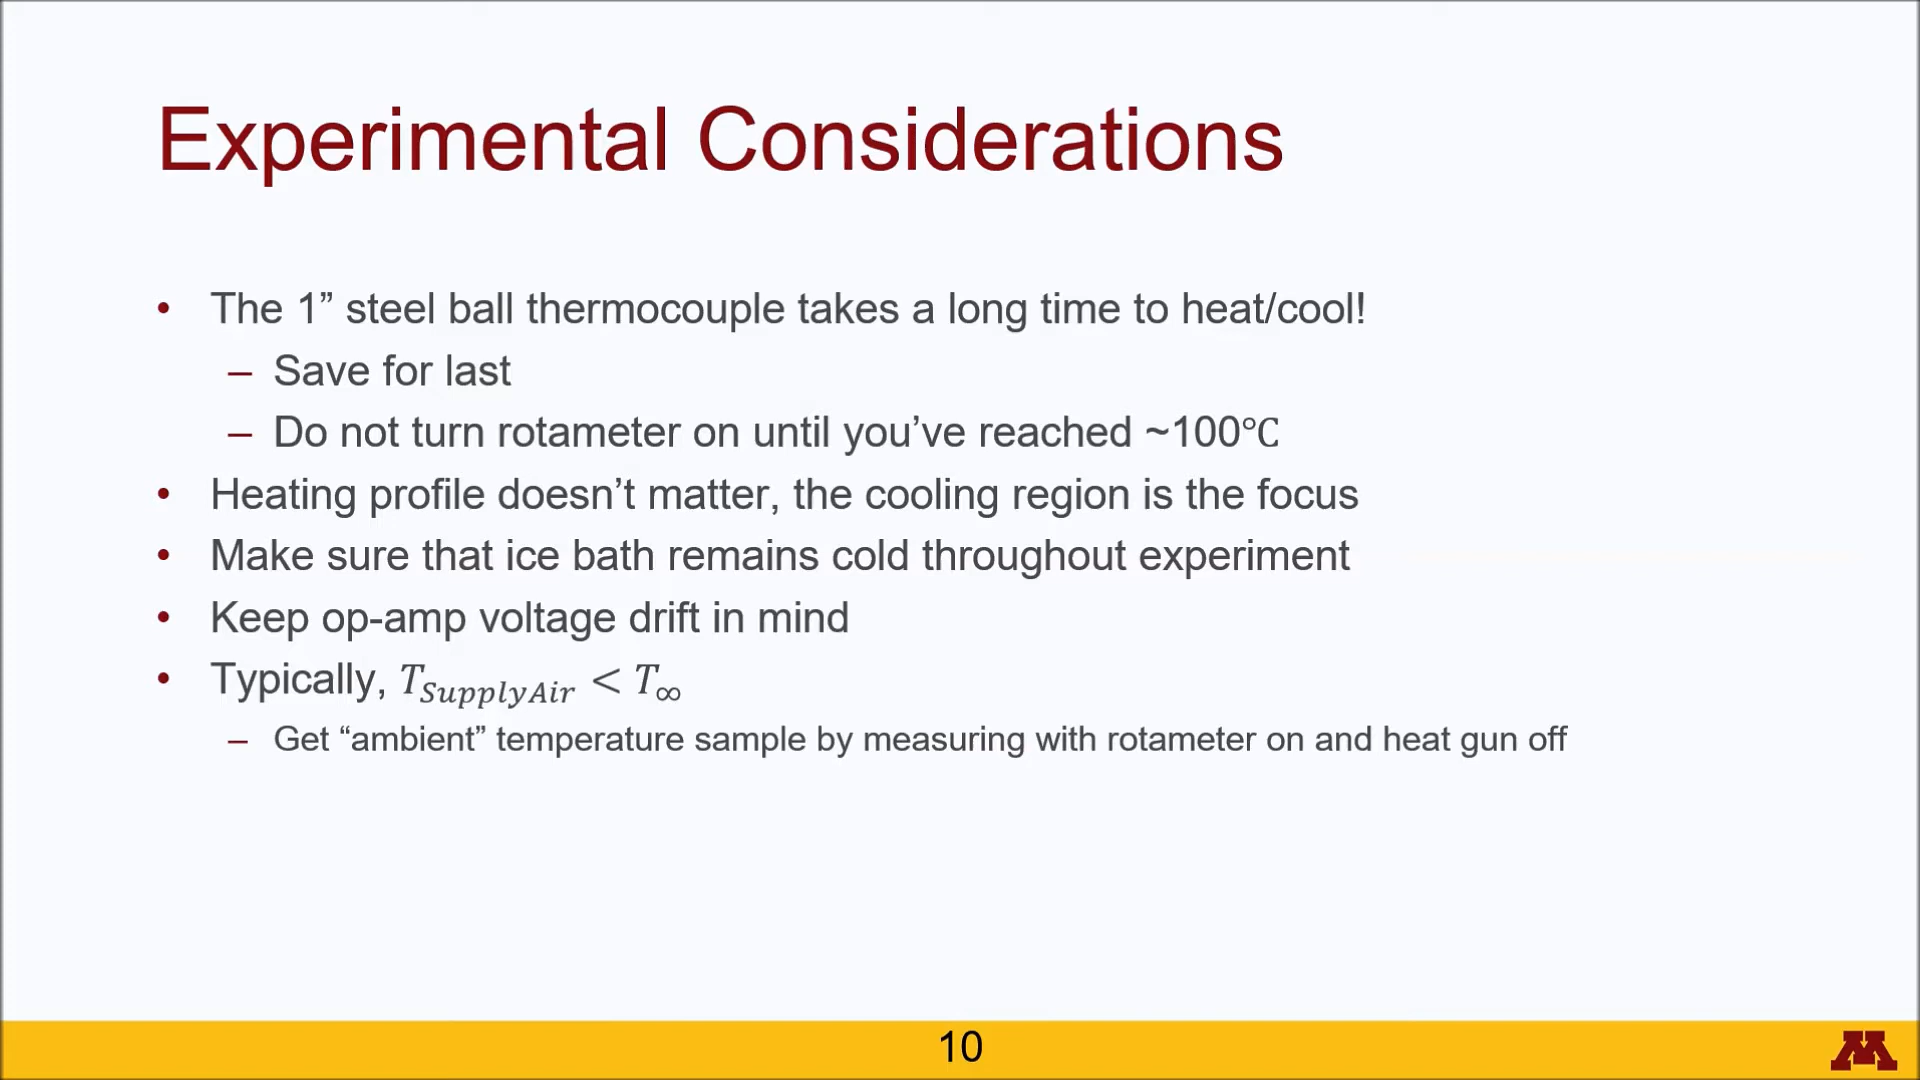 Experimental Considerations
• The 1” steel ball thermocouple takes a long time to heat/cool!
– Save for last
– Do not turn rotameter on until you’ve reached ~100℃
• Heating profile doesn’t matter, the cooling region is the focus
• Make sure that ice bath remains cold throughout experiment
• Keep op-amp voltage drift in mind
• Typically, T_SupplyAir < T_∞
– Get “ambient” temperature sample by measuring with rotameter on and heat gun off
10
M